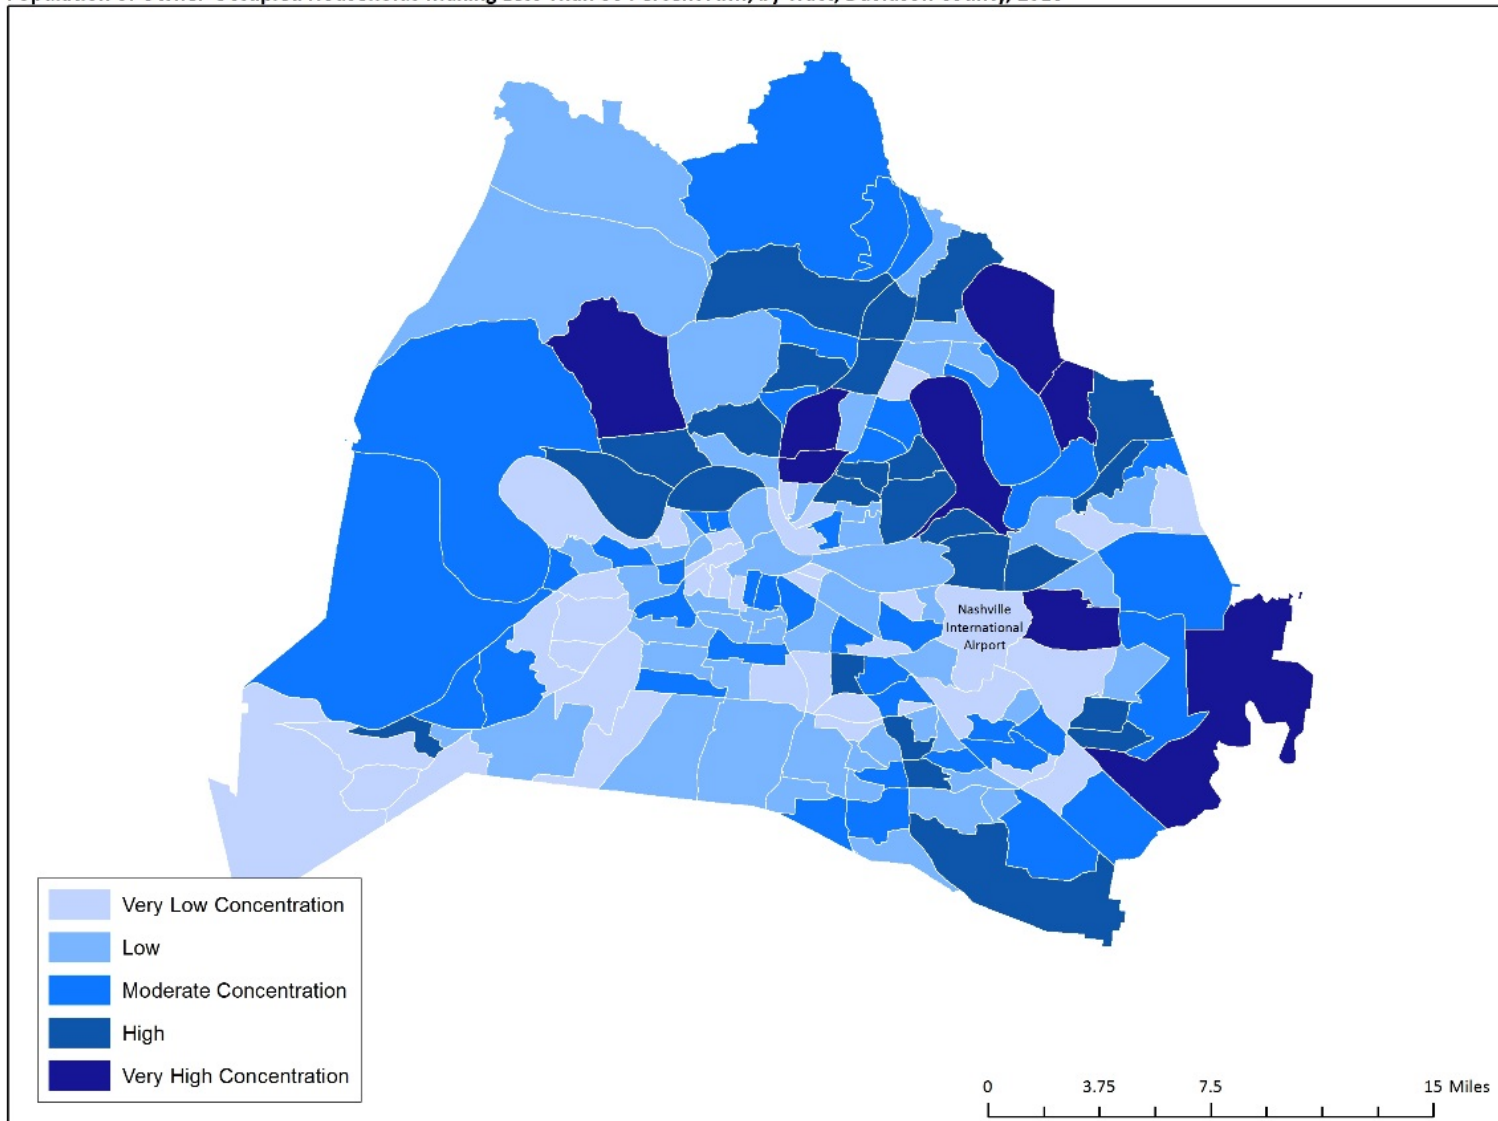 Nashville
International
Airport
Very Low Concentration
Low
Moderate Concentration
High
Very High Concentration
0 3.75 7.5 15 Miles